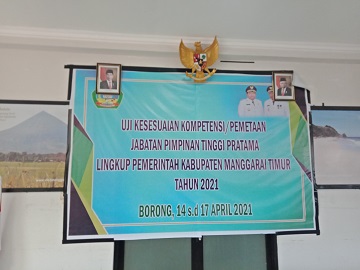 UJI KESESUAIAN KOMPETENSI/PEMETAAN
JABATAN PIMPINAN TINGGI PRATAMA
LINGKUP PEMERINTAH KABUPATEN MANGGARAI TIMUR
TAHUN 2021
BORONG, 14 s.d 17 APRIL 2021